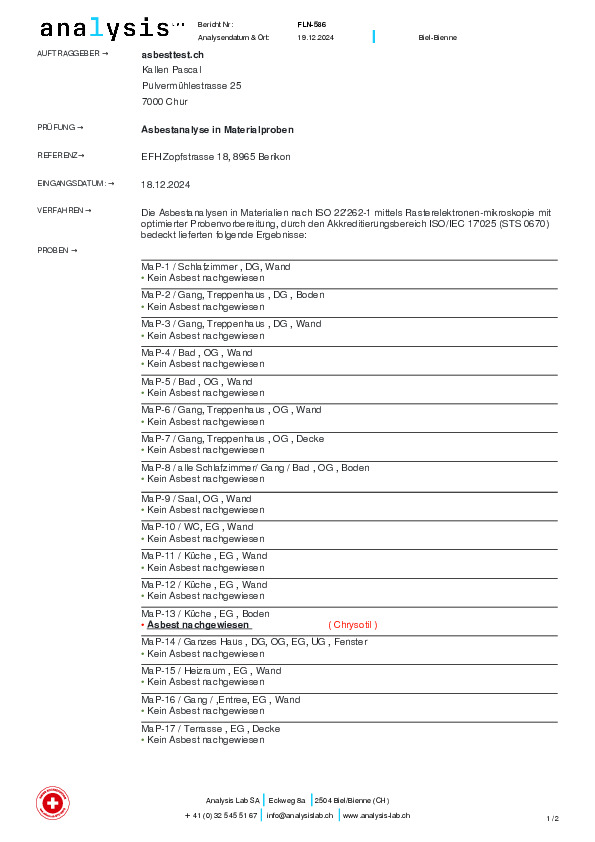 analysis
Bericht Nr: FLN-586
Analysendatum & Ort: 19.12.2024 Biel-Bienne
AUFTRAGGEBER → asbesttest.ch
Kallen Pascal
Pulvermühlestrasse 25
7000 Chur
PRÜFUNG → Asbestanalyse in Materialproben
REFERENZ → EFH Zopfstrasse 18, 8965 Berikon
EINGANGSDATUM: → 18.12.2024
VERFAHREN → Die Asbestanalysen in Materialien nach ISO 22'262-1 mittels Rasterelektronen-mikroskopie mit
optimierter Probenvorbereitung, durch den Akkreditierungsbereich ISO/IEC 17'025 (STS 0670)
bedeckt lieferten folgende Ergebnisse:
PROBEN →
MaP-1 / Schlafzimmer , DG, Wand
• Kein Asbest nachgewiesen
MaP-2 / Gang, Treppenhaus , DG , Boden
• Kein Asbest nachgewiesen
MaP-3 / Gang, Treppenhaus , DG , Wand
• Kein Asbest nachgewiesen
MaP-4 / Bad , OG , Wand
• Kein Asbest nachgewiesen
MaP-5 / Bad , OG , Wand
• Kein Asbest nachgewiesen
MaP-6 / Gang, Treppenhaus , OG , Wand
• Kein Asbest nachgewiesen
MaP-7 / Gang, Treppenhaus , OG , Decke
• Kein Asbest nachgewiesen
MaP-8 / alle Schlafzimmer/ Gang / Bad , OG , Boden
• Kein Asbest nachgewiesen
MaP-9 / Saal, OG , Wand
• Kein Asbest nachgewiesen
MaP-10 / WC, EG , Wand
• Kein Asbest nachgewiesen
MaP-11 / Küche , EG , Wand
• Kein Asbest nachgewiesen
MaP-12 / Küche , EG , Wand
• Kein Asbest nachgewiesen
MaP-13 / Küche , EG , Boden
• Asbest nachgewiesen ( Chrysotil )
MaP-14 / Ganzes Haus , DG, OG, EG, UG , Fenster
• Kein Asbest nachgewiesen
MaP-15 / Heizraum , EG , Wand
• Kein Asbest nachgewiesen
MaP-16 / Gang / ,Entree, EG , Wand
• Kein Asbest nachgewiesen
MaP-17 / Terrasse , EG , Decke
• Kein Asbest nachgewiesen
Analysis Lab SA | Eckweg 8a | 2504 Biel/Bienne (CH)
+ 41 (0) 32 545 51 67 | info@analysislab.ch | www.analysis-lab.ch
1 / 2